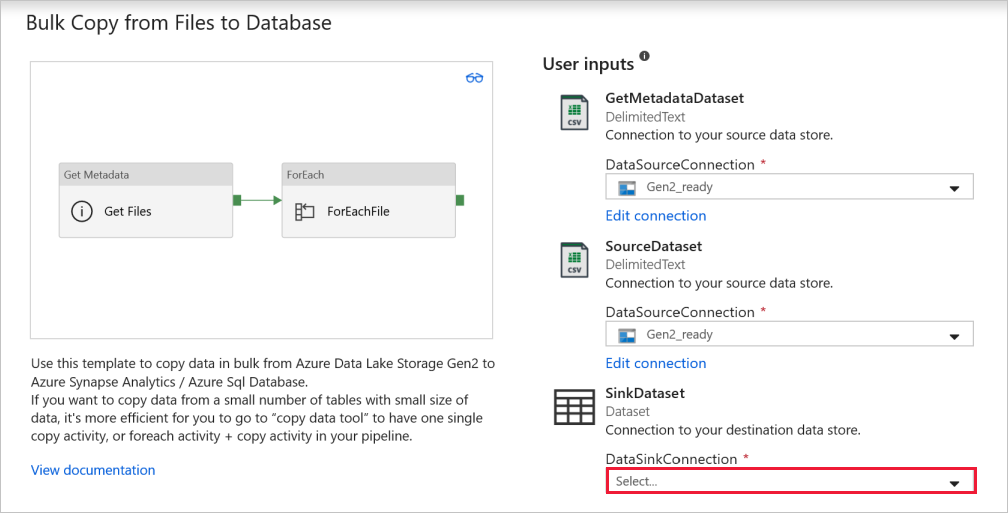 Bulk Copy from Files to Database
Get Metadata
Get Files
ForEach
ForEachFile
Use this template to copy data in bulk from Azure Data Lake Storage Gen2 to
Azure Synapse Analytics / Azure Sql Database.
If you want to copy data from a small number of tables with small size of
data, it's more efficient for you to go to “copy data tool” to have one single
copy activity, or foreach activity + copy activity in your pipeline.
View documentation
User inputs
GetMetadataDataset
DelimitedText
Connection to your source data store.
CSV
DataSourceConnection *
Gen2_ready
Edit connection
SourceDataset
DelimitedText
Connection to your source data store.
CSV
DataSourceConnection *
Gen2_ready
Edit connection
SinkDataset
Dataset
Connection to your destination data store.
DataSinkConnection *
Select...